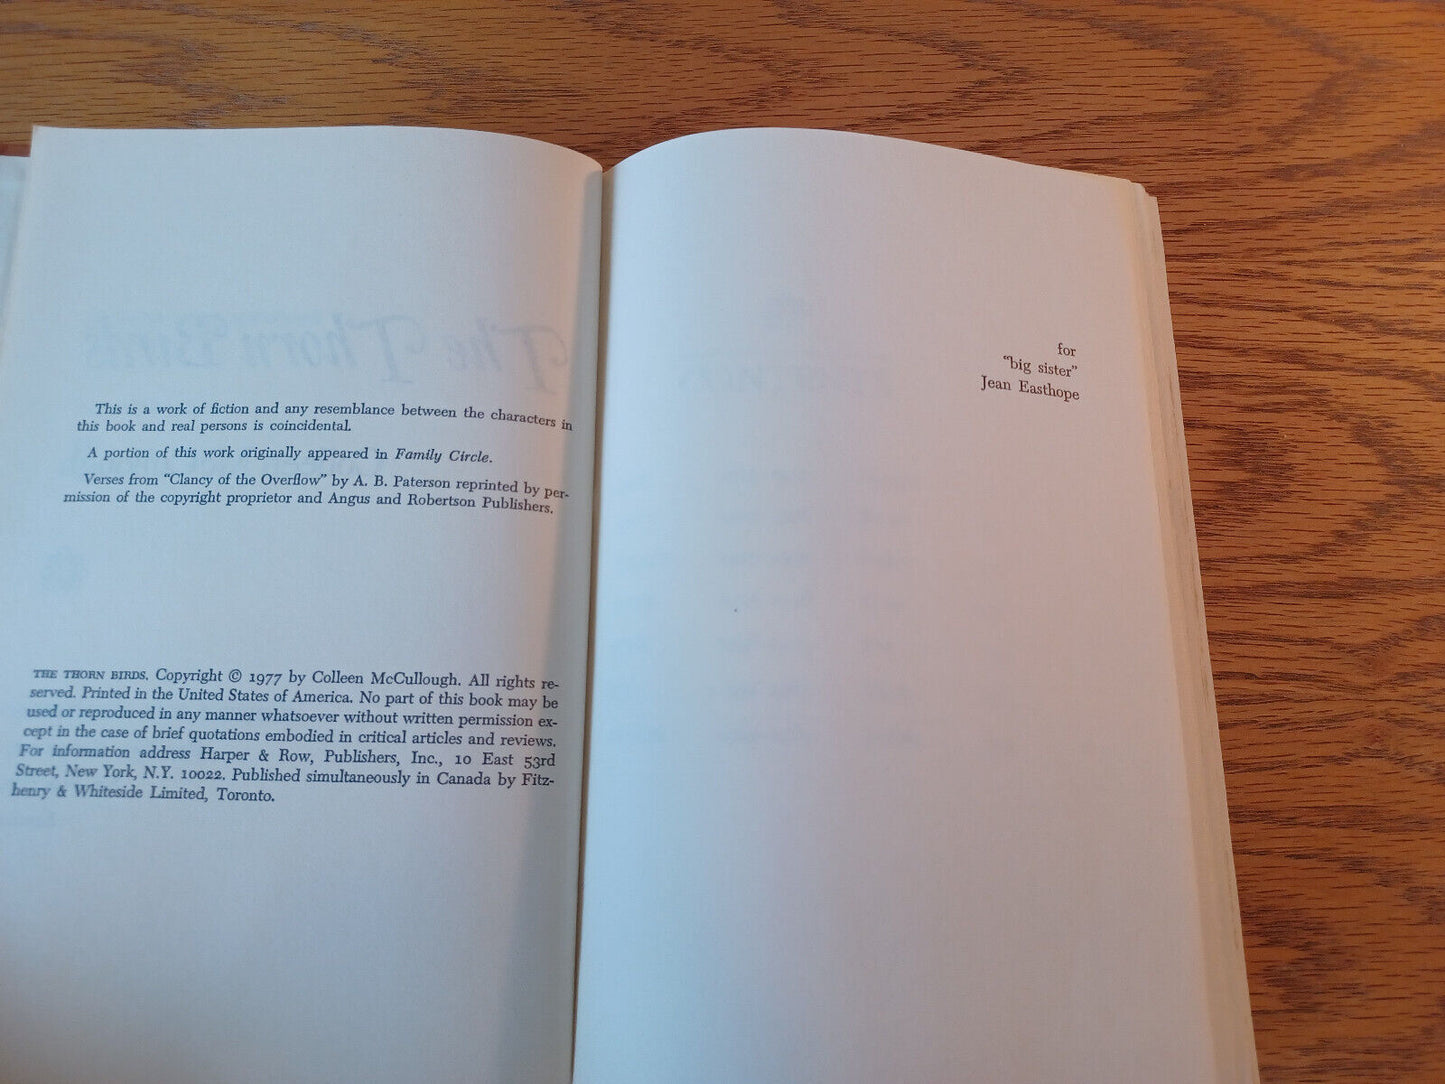 This is a work of fiction and any resemblance between the characters in
this book and real persons is coincidental.
A portion of this work originally appeared in Family Circle.
Verses from “Clancy of the Overflow” by A. B. Paterson reprinted by per-
mission of the copyright proprietor and Angus and Robertson Publishers.
THE THORN BIRDS. Copyright © 1977 by Colleen McCullough. All rights re-
served. Printed in the United States of America. No part of this book may be
used or reproduced in any manner whatsoever without written permission ex-
cept in the case of brief quotations embodied in critical articles and reviews.
For information address Harper & Row, Publishers, Inc., 10 East 53rd
Street, New York, N.Y. 10022. Published simultaneously in Canada by Fitz-
henry & Whiteside Limited, Toronto.
for
“big sister”
Jean Easthope
The Thorn Birds